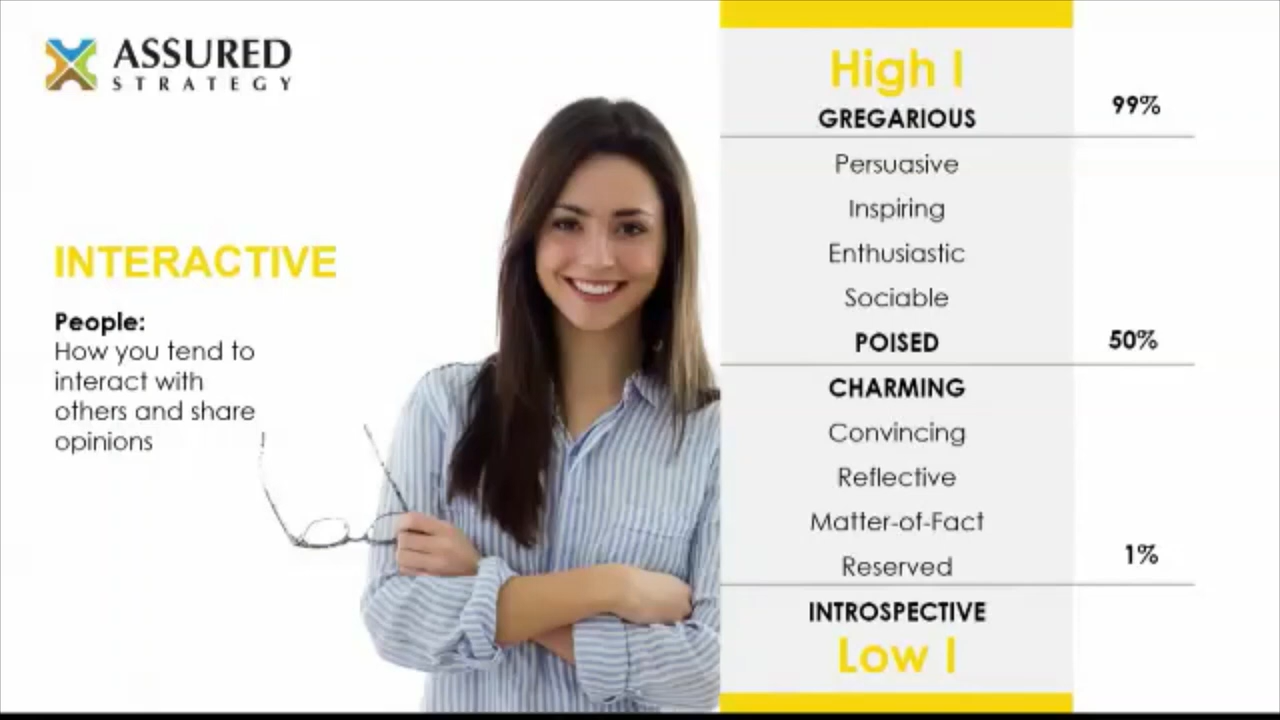 ASSURED
STRATEGY
INTERACTIVE
People:
How you tend to
interact with
others and share
opinions
High I
GREGARIOUS
99%
Persuasive
Inspiring
Enthusiastic
Sociable
POISED
50%
CHARMING
Convincing
Reflective
Matter-of-Fact
Reserved
1%
INTROSPECTIVE
Low I